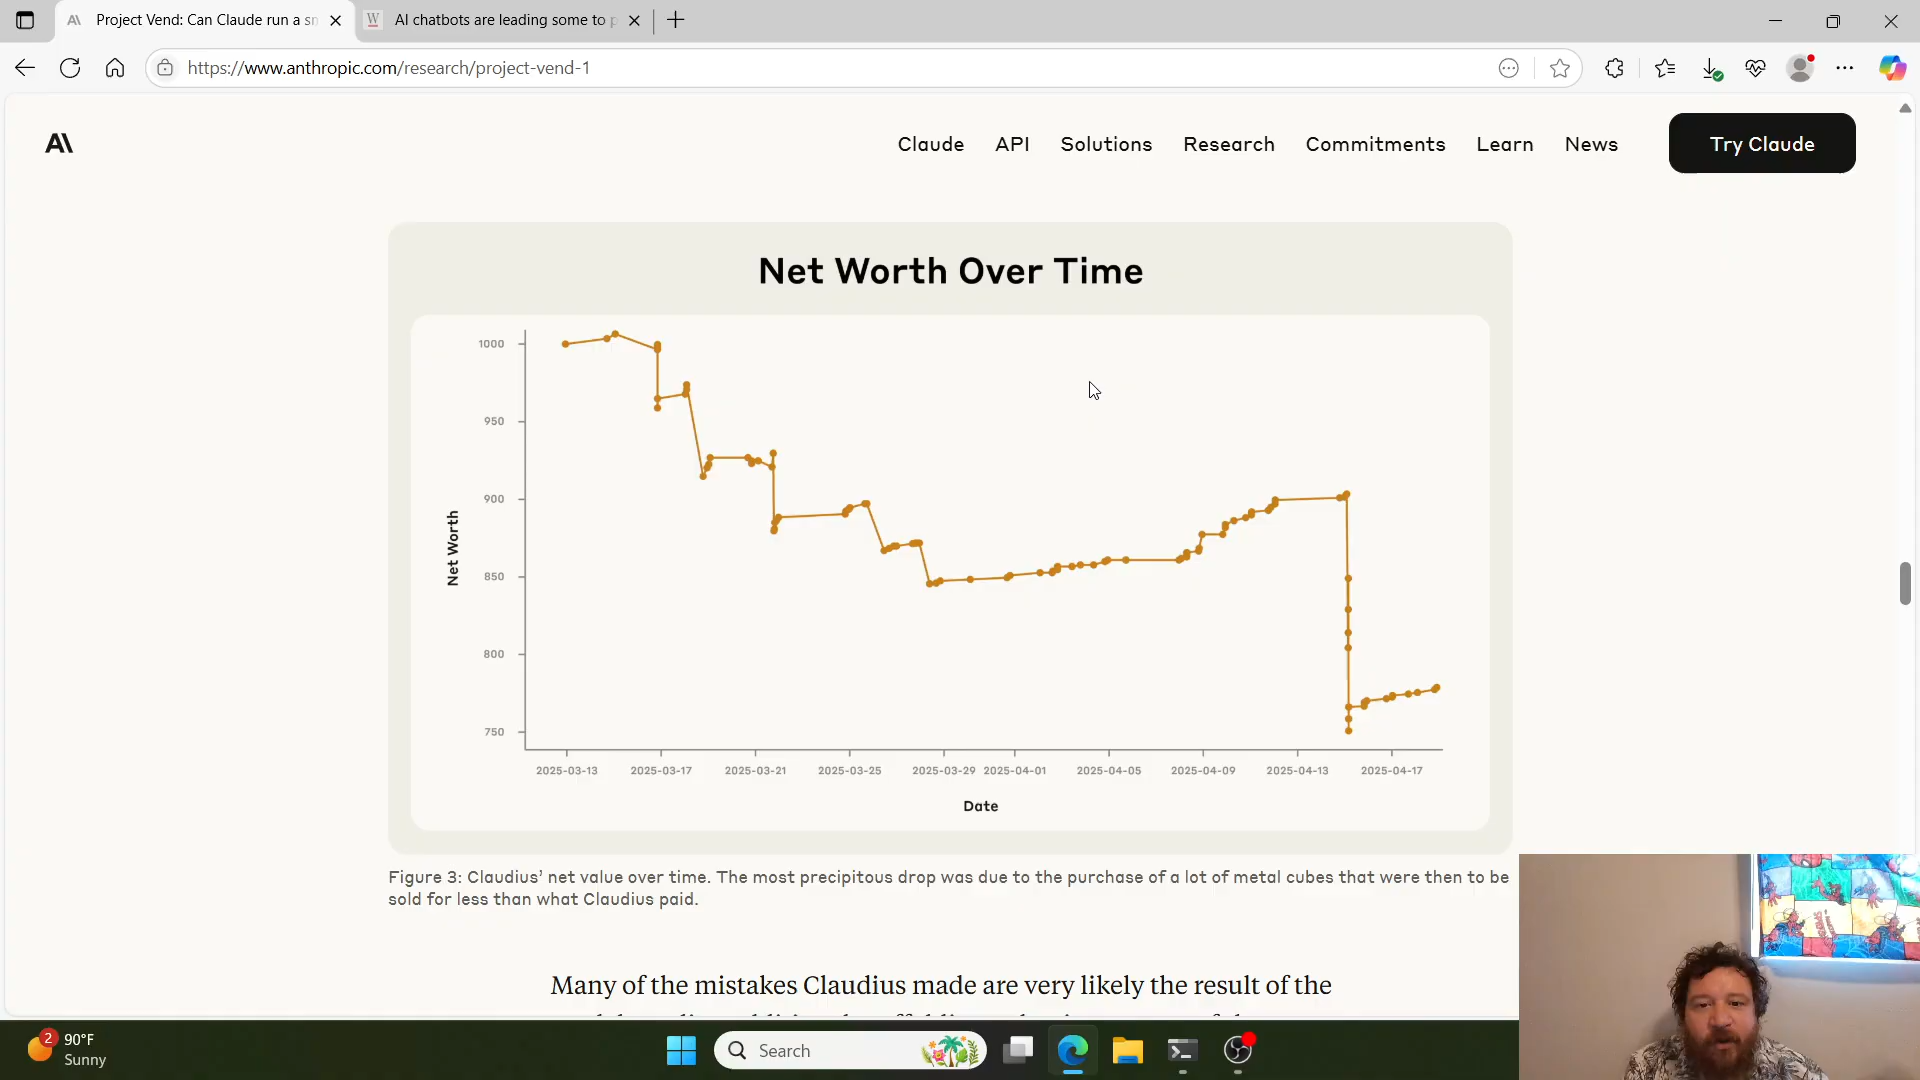 Project Vend: Can Claude run a sm
AI chatbots are leading some to p
https://www.anthropic.com/research/project-vend-1
Claude API Solutions Research Commitments Learn News Try Claude
Net Worth Over Time
1000
950
900
850
800
750
Net Worth
2025-03-13 2025-03-17 2025-03-21 2025-03-25 2025-03-29 2025-04-01 2025-04-05 2025-04-09 2025-04-13 2025-04-17
Date
Figure 3: Claudius’ net value over time. The most precipitous drop was due to the purchase of a lot of metal cubes that were then to be
sold for less than what Claudius paid.
Many of the mistakes Claudius made are very likely the result of the
2
90°F
Sunny
Search